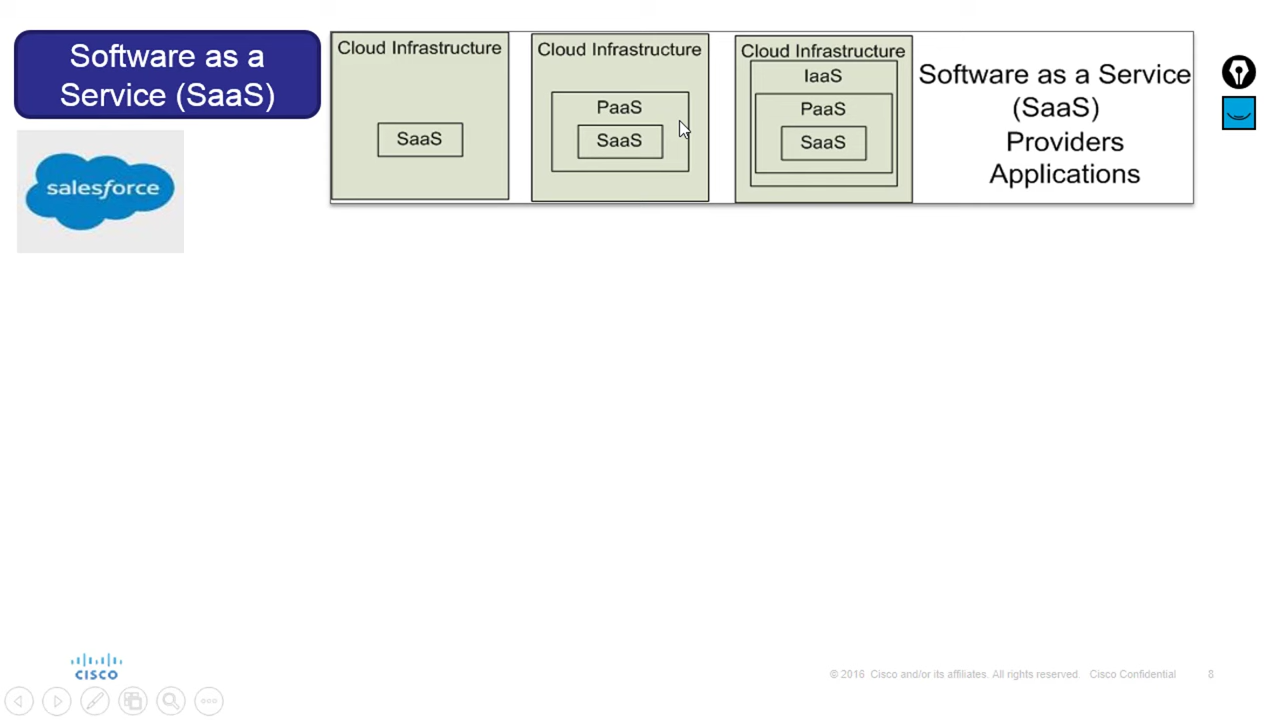 Software as a
Service (SaaS)
salesforce
Cloud Infrastructure
SaaS
Cloud Infrastructure
PaaS
SaaS
Cloud Infrastructure
IaaS
PaaS
SaaS
Software as a Service
(SaaS)
Providers
Applications
CISCO
© 2016 Cisco and/or its affiliates. All rights reserved. Cisco Confidential
8